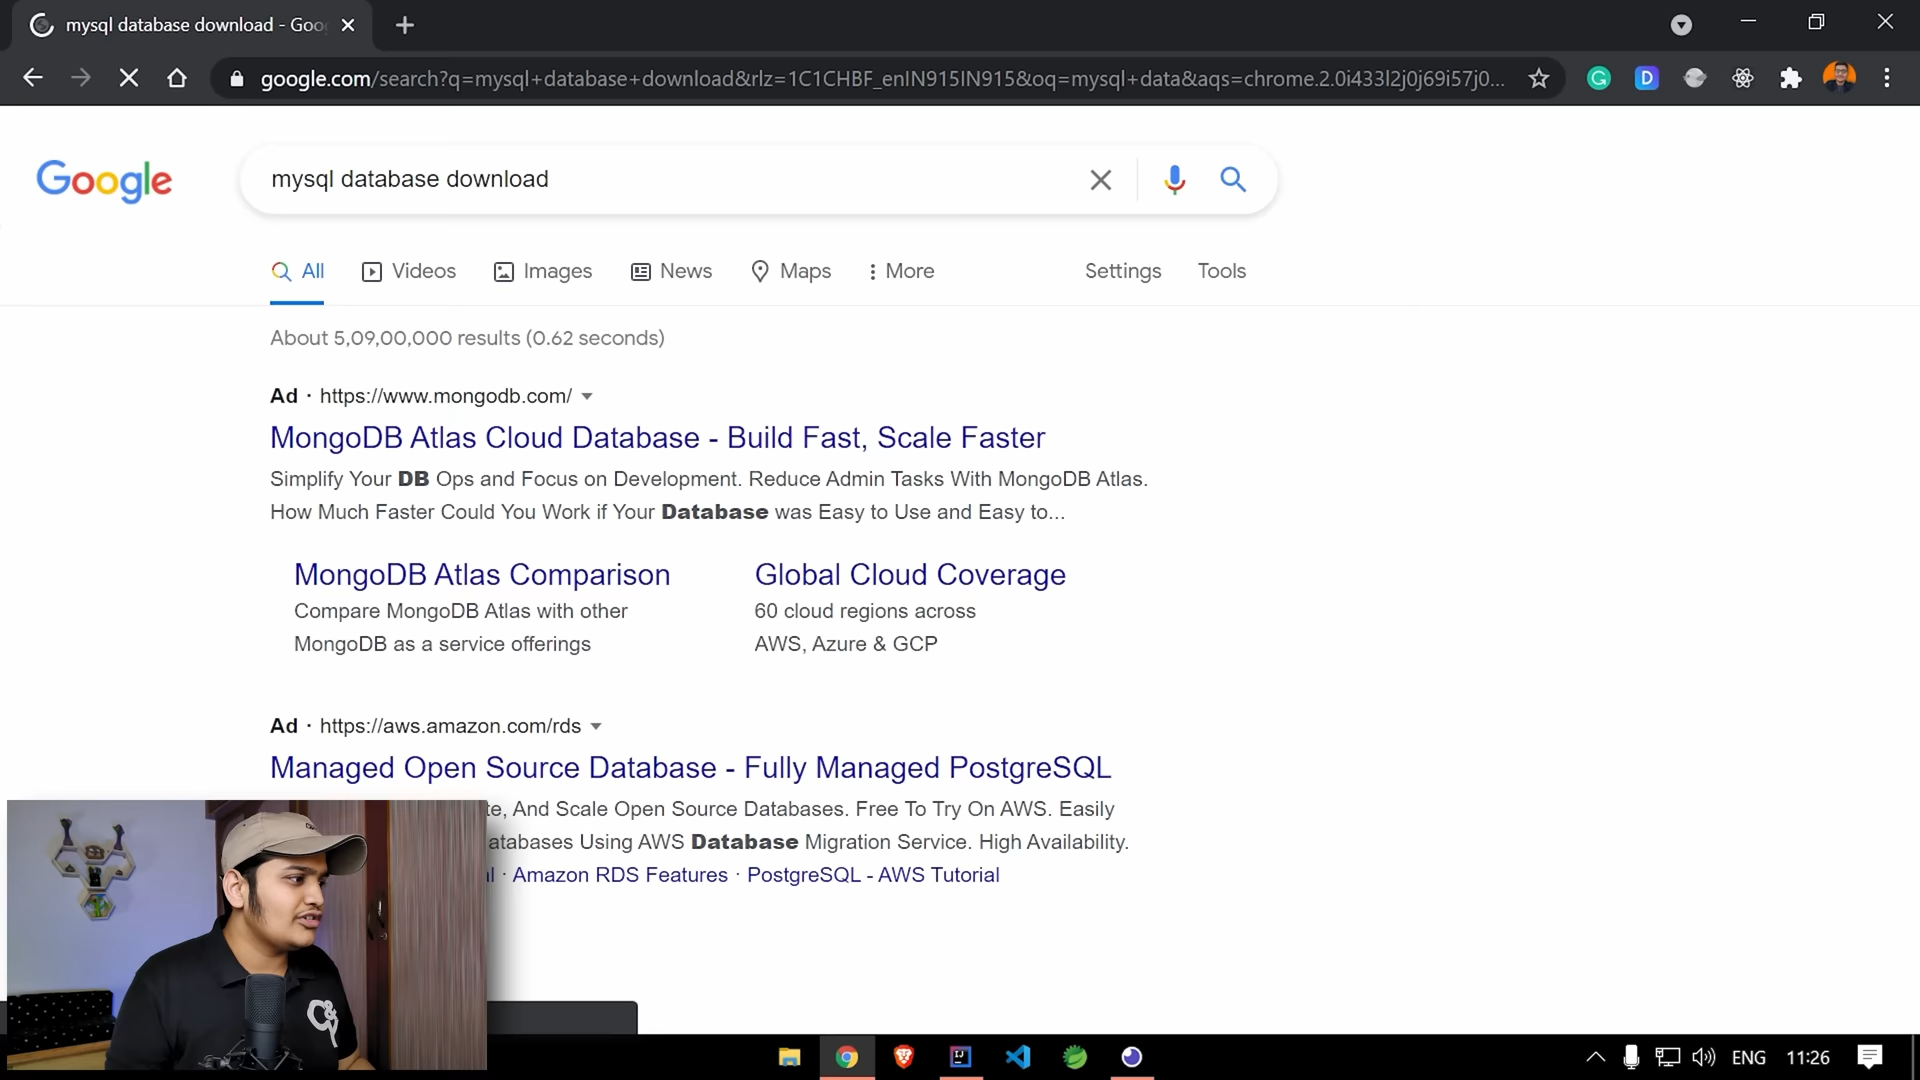 mysql database download - Goo
google.com/search?q=mysql+database+download&rlz=1C1CHBF_enIN915IN915&oq=mysql+data&aqs=chrome.2.0i433l2j0j69i57j0...
Google
mysql database download
All Videos Images News Maps More Settings Tools
About 5,09,00,000 results (0.62 seconds)
Ad · https://www.mongodb.com/
MongoDB Atlas Cloud Database - Build Fast, Scale Faster
Simplify Your DB Ops and Focus on Development. Reduce Admin Tasks With MongoDB Atlas.
How Much Faster Could You Work if Your Database was Easy to Use and Easy to...
MongoDB Atlas Comparison
Compare MongoDB Atlas with other
MongoDB as a service offerings
Global Cloud Coverage
60 cloud regions across
AWS, Azure & GCP
Ad · https://aws.amazon.com/rds
Managed Open Source Database - Fully Managed PostgreSQL
te, And Scale Open Source Databases. Free To Try On AWS. Easily
atabases Using AWS Database Migration Service. High Availability.
· Amazon RDS Features · PostgreSQL - AWS Tutorial
ENG 11:26